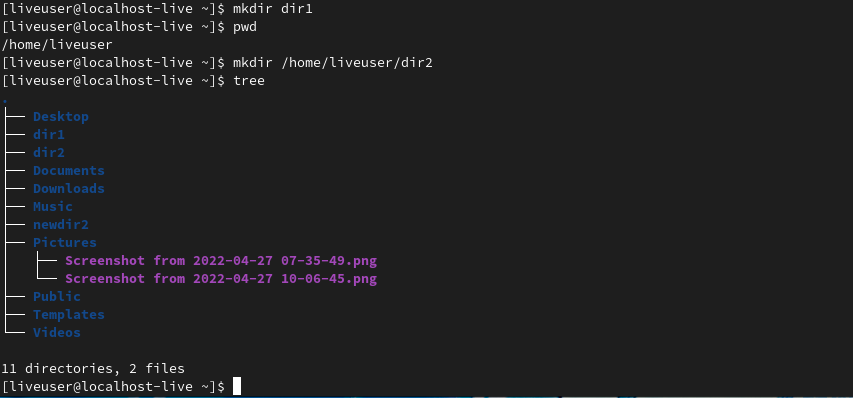 [liveuser@localhost-live ~]$ mkdir dir1
[liveuser@localhost-live ~]$ pwd
/home/liveuser
[liveuser@localhost-live ~]$ mkdir /home/liveuser/dir2
[liveuser@localhost-live ~]$ tree
.
├── Desktop
├── dir1
├── dir2
├── Documents
├── Downloads
├── Music
├── newdir2
├── Pictures
│   ├── Screenshot from 2022-04-27 07-35-49.png
│   └── Screenshot from 2022-04-27 10-06-45.png
├── Public
├── Templates
└── Videos

11 directories, 2 files
[liveuser@localhost-live ~]$